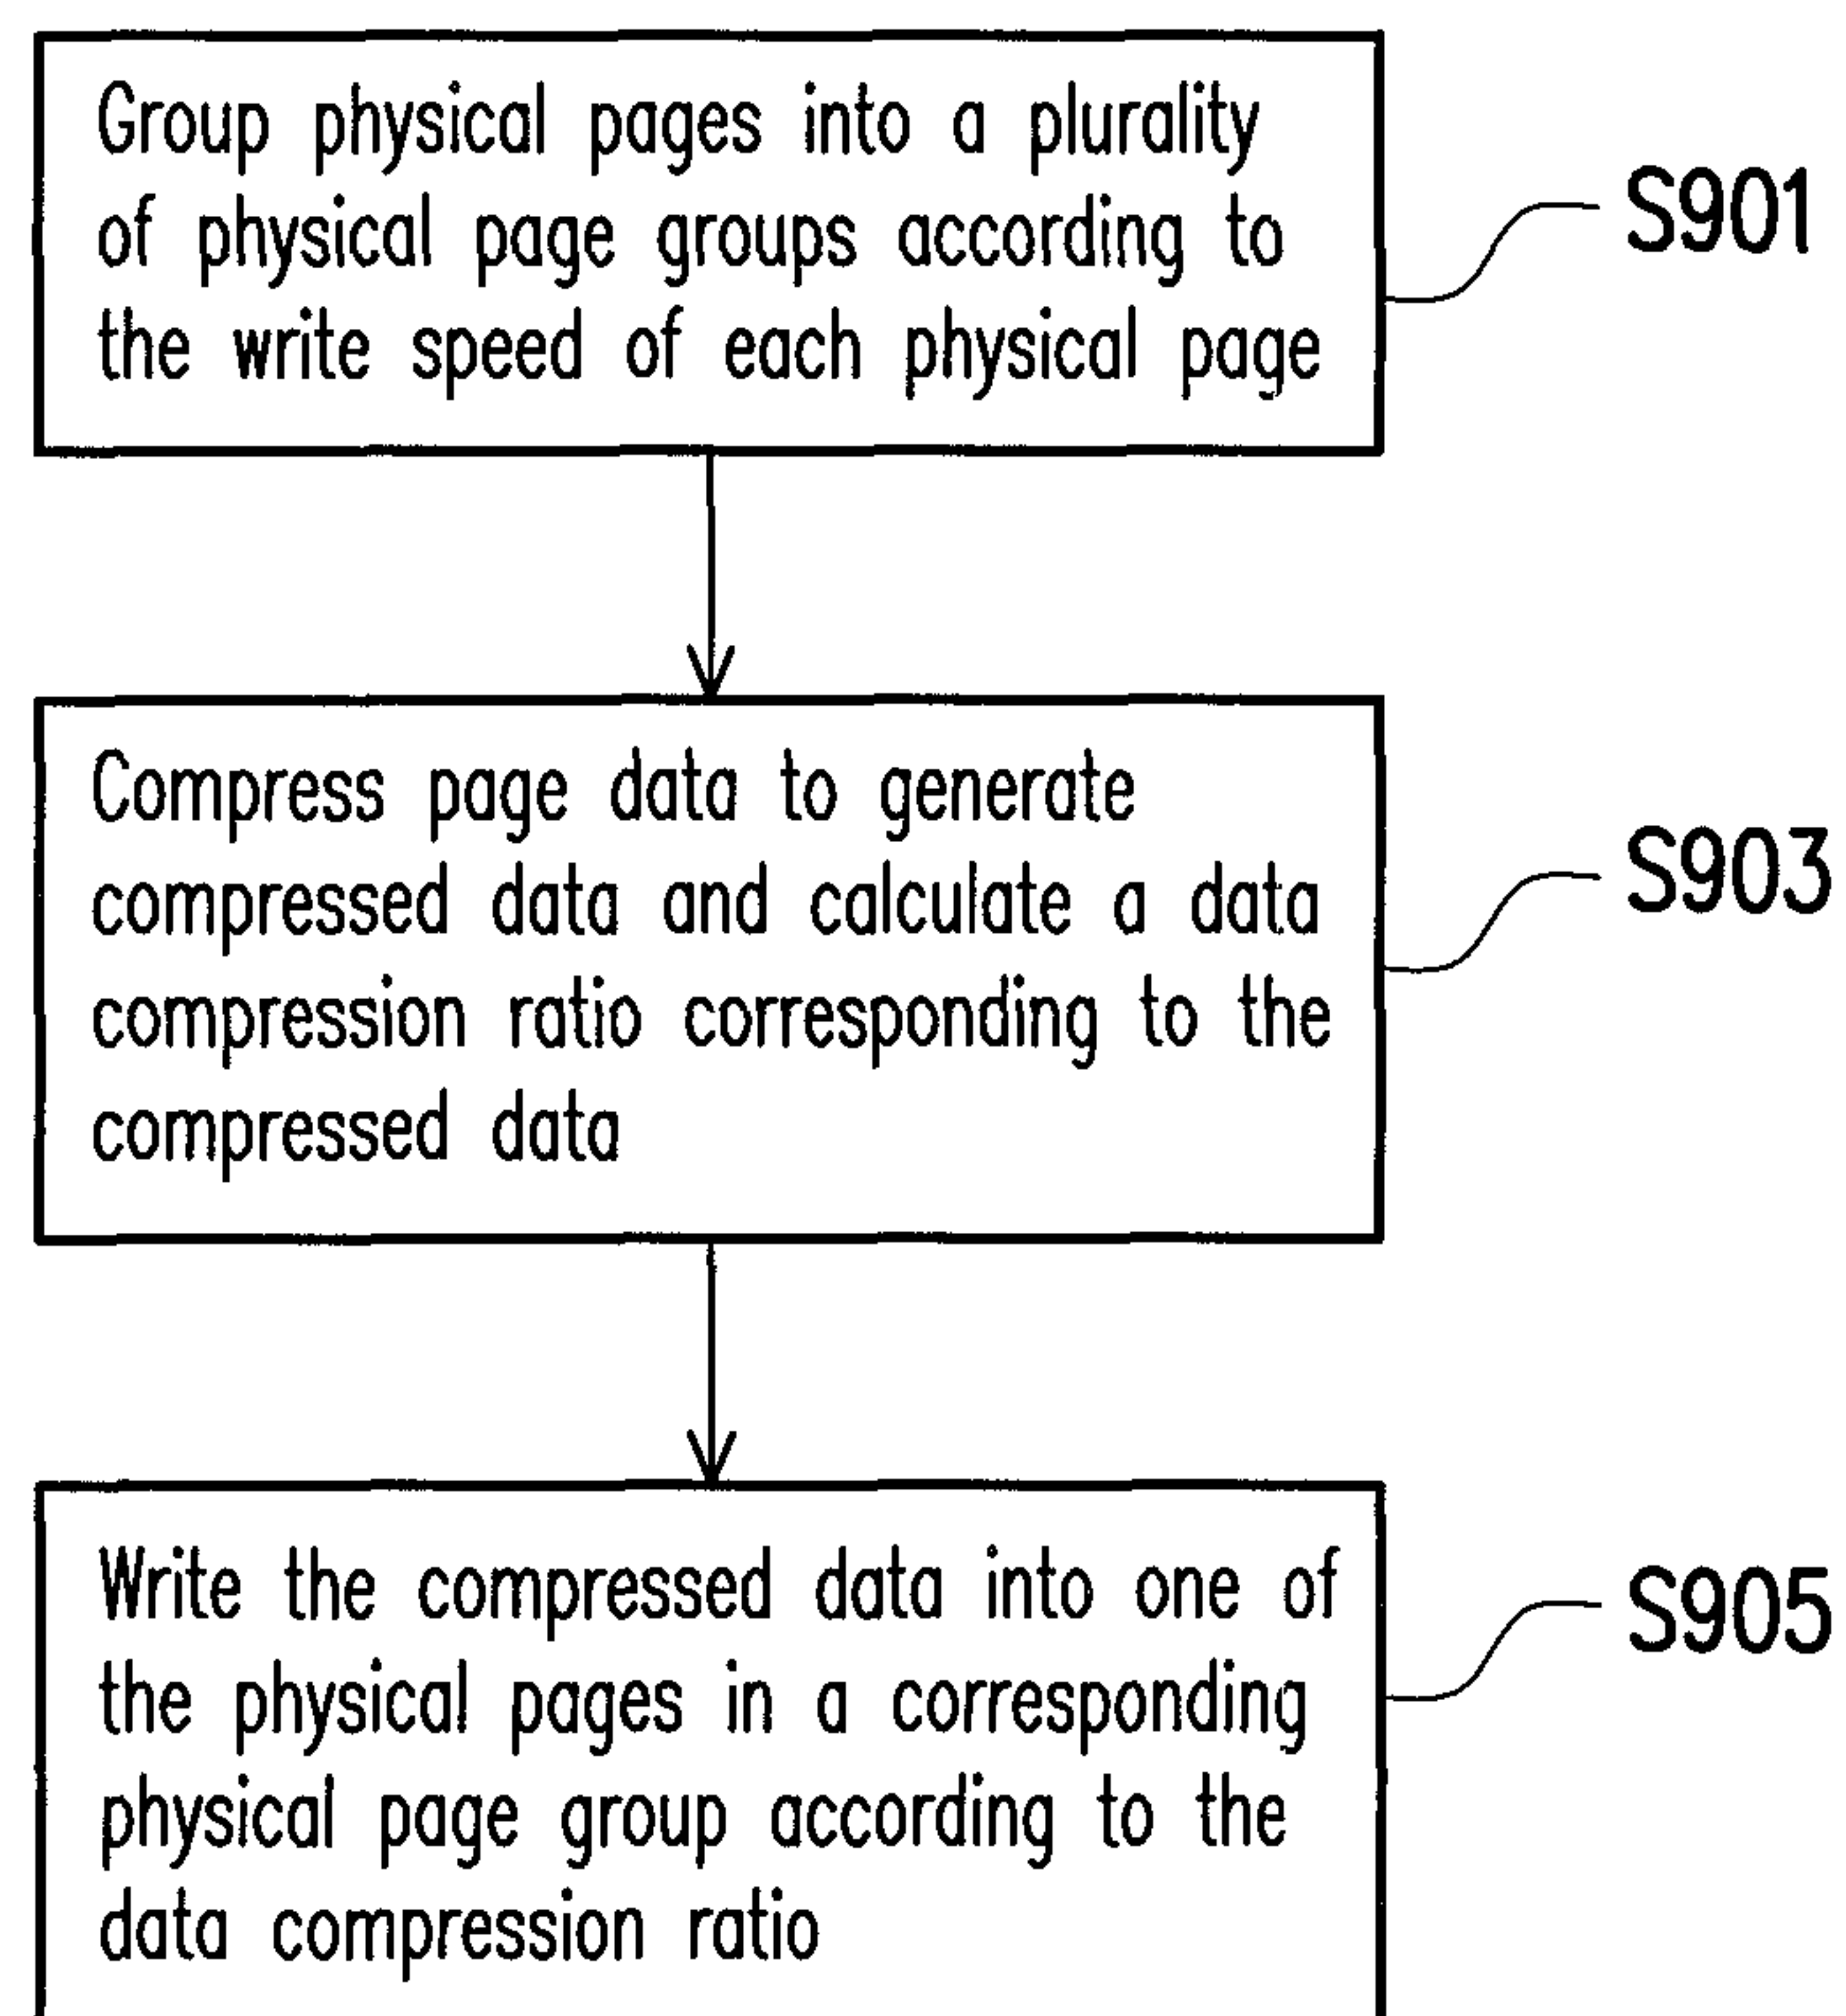 Group physical pages into a plurality
of physical page groups according to
the write speed of each physical page
S901
Compress page data to generate
compressed data and calculate a data
compression ratio corresponding to the
compressed data
S903
Write the compressed data into one of
the physical pages in a corresponding
physical page group according to the
data compression ratio
S905